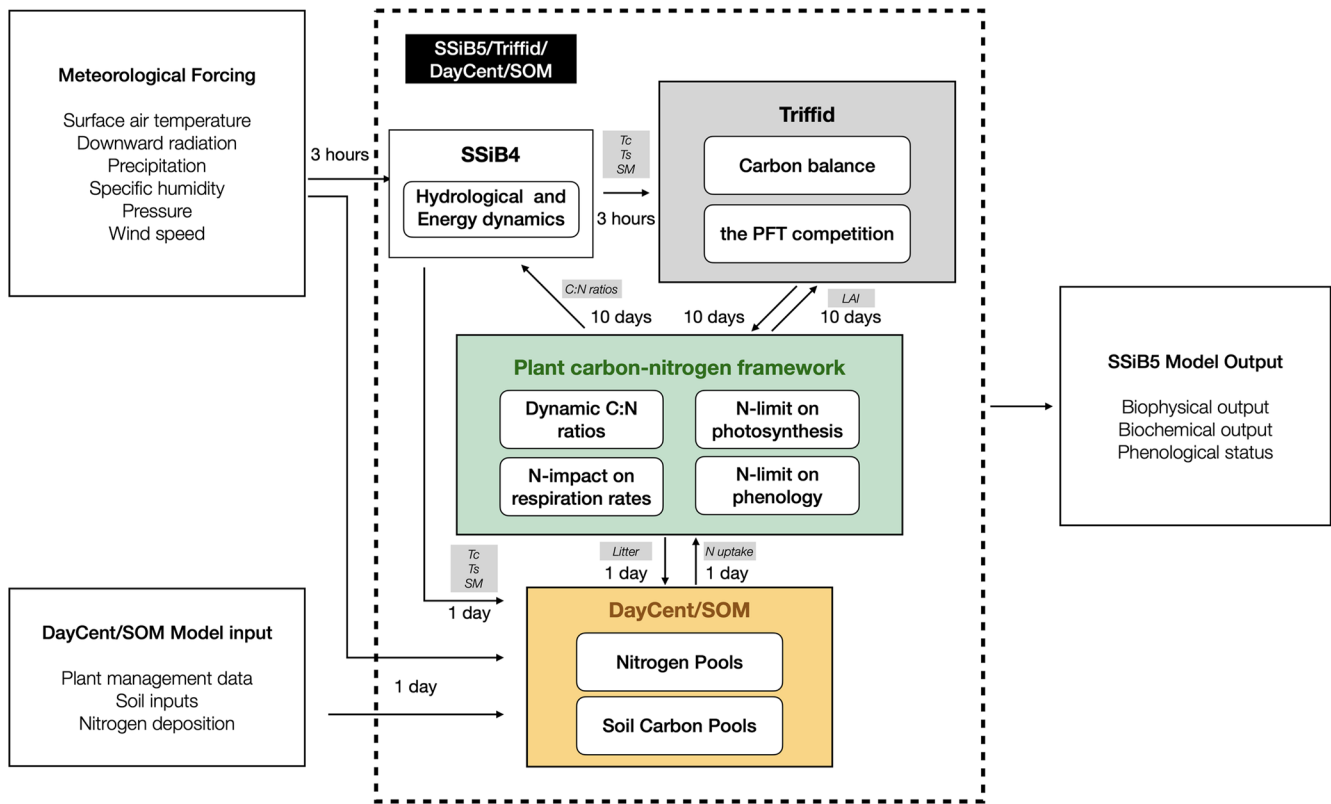 Meteorological Forcing
Surface air temperature
Downward radiation
Precipitation
Specific humidity
Pressure
Wind speed
3 hours
SSiB5/Triffid/
DayCent/SOM
SSiB4
Hydrological and
Energy dynamics
Tc
Ts
SM
3 hours
Triffid
Carbon balance
the PFT competition
C:N ratios
10 days
10 days
LAI
10 days
Plant carbon-nitrogen framework
Dynamic C:N
ratios
N-limit on
photosynthesis
N-impact on
respiration rates
N-limit on
phenology
Tc
Ts
SM
1 day
Litter
1 day
N uptake
1 day
DayCent/SOM
Nitrogen Pools
Soil Carbon Pools
DayCent/SOM Model input
Plant management data
Soil inputs
Nitrogen deposition
1 day
SSiB5 Model Output
Biophysical output
Biochemical output
Phenological status